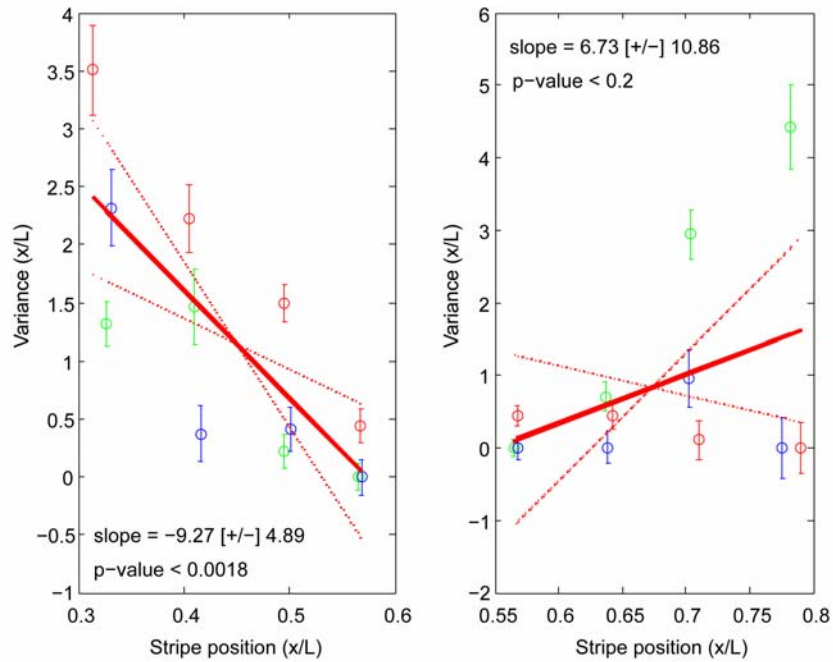 4
3.5
3
2.5
2
1.5
1
0.5
0
−0.5
−1
Variance (x/L)
slope = −9.27 [+/−] 4.89
p−value < 0.0018
0.3 0.4 0.5 0.6
Stripe position (x/L)
6
5
4
3
2
1
0
−1
−2
Variance (x/L)
slope = 6.73 [+/−] 10.86
p−value < 0.2
0.55 0.6 0.65 0.7 0.75 0.8
Stripe position (x/L)